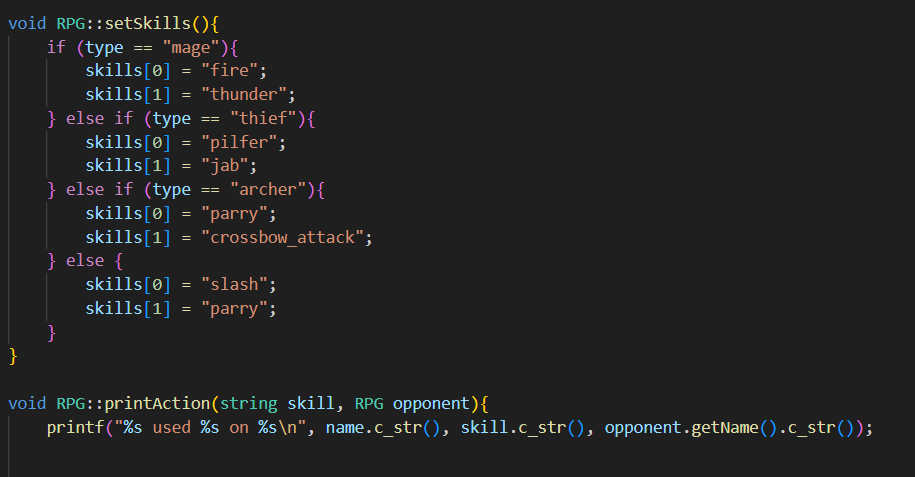 void RPG::setSkills(){
    if (type == "mage"){
        skills[0] = "fire";
        skills[1] = "thunder";
    } else if (type == "thief"){
        skills[0] = "pilfer";
        skills[1] = "jab";
    } else if (type == "archer"){
        skills[0] = "parry";
        skills[1] = "crossbow_attack";
    } else {
        skills[0] = "slash";
        skills[1] = "parry";
    }
}

void RPG::printAction(string skill, RPG opponent){
    printf("%s used %s on %s\n", name.c_str(), skill.c_str(), opponent.getName().c_str());